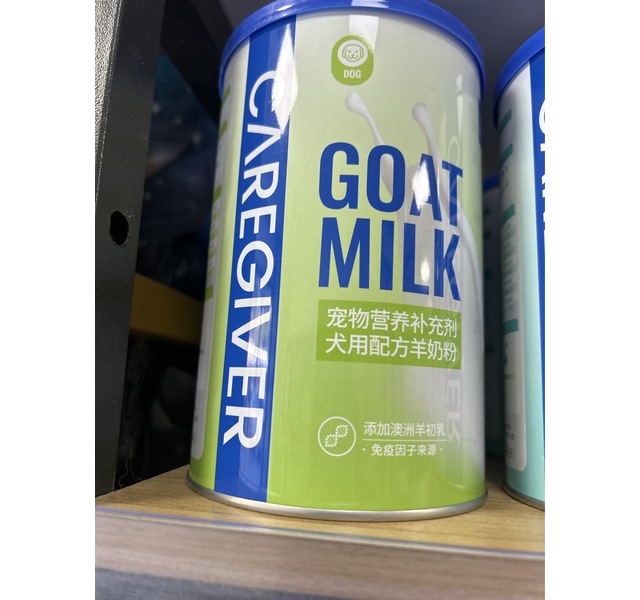 DOG
CAREGIVER
GOAT
MILK
宠物营养补充剂
犬用配方羊奶粉
添加澳洲羊初乳
· 免疫因子来源 ·